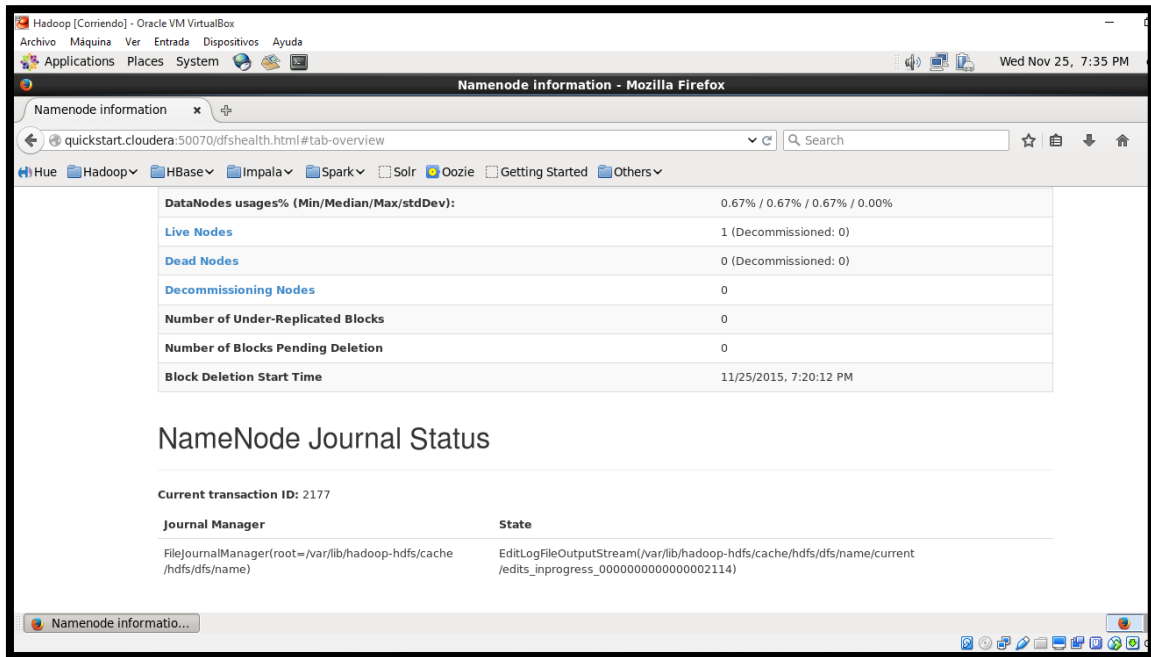 Hadoop [Corriendo] - Oracle VM VirtualBox
Archivo Máquina Ver Entrada Dispositivos Ayuda
Applications Places System Wed Nov 25, 7:35 PM
Namenode information - Mozilla Firefox
Namenode information
quickstart.cloudera:50070/dfshealth.html#tab-overview Search
Hue Hadoop HBase Impala Spark Solr Oozie Getting Started Others
DataNodes usages% (Min/Median/Max/stdDev): 0.67% / 0.67% / 0.67% / 0.00%
Live Nodes 1 (Decommissioned: 0)
Dead Nodes 0 (Decommissioned: 0)
Decommissioning Nodes 0
Number of Under-Replicated Blocks 0
Number of Blocks Pending Deletion 0
Block Deletion Start Time 11/25/2015, 7:20:12 PM
NameNode Journal Status
Current transaction ID: 2177
Journal Manager State
FileJournalManager(root=/var/lib/hadoop-hdfs/cache EditLogFileOutputStream(/var/lib/hadoop-hdfs/cache/hdfs/dfs/name/current
/hdfs/dfs/name) /edits_inprogress_0000000000000002114)
Namenode informatio...